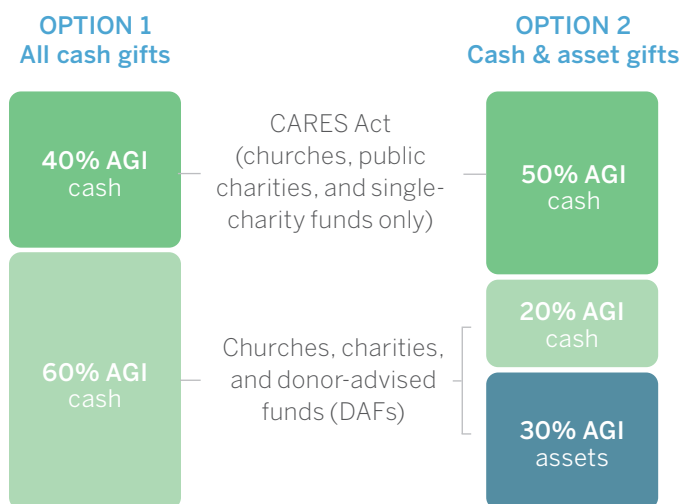 OPTION 1
All cash gifts
OPTION 2
Cash & asset gifts
40% AGI
cash
CARES Act
(churches, public
charities, and single-
charity funds only)
50% AGI
cash
60% AGI
cash
Churches, charities,
and donor-advised
funds (DAFs)
20% AGI
cash
30% AGI
assets